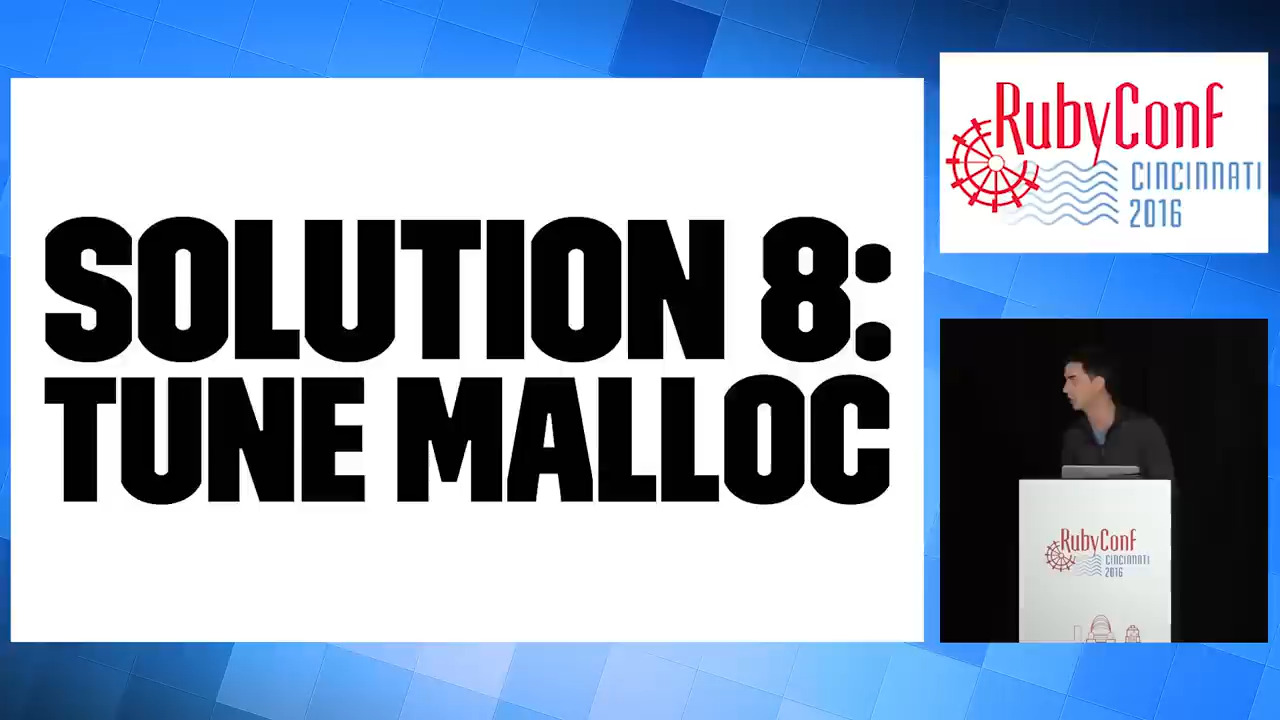 SOLUTION 8:
TUNE MALLOC
RubyConf
CINCINNATI
2016
RubyConf
CINCINNATI
2016